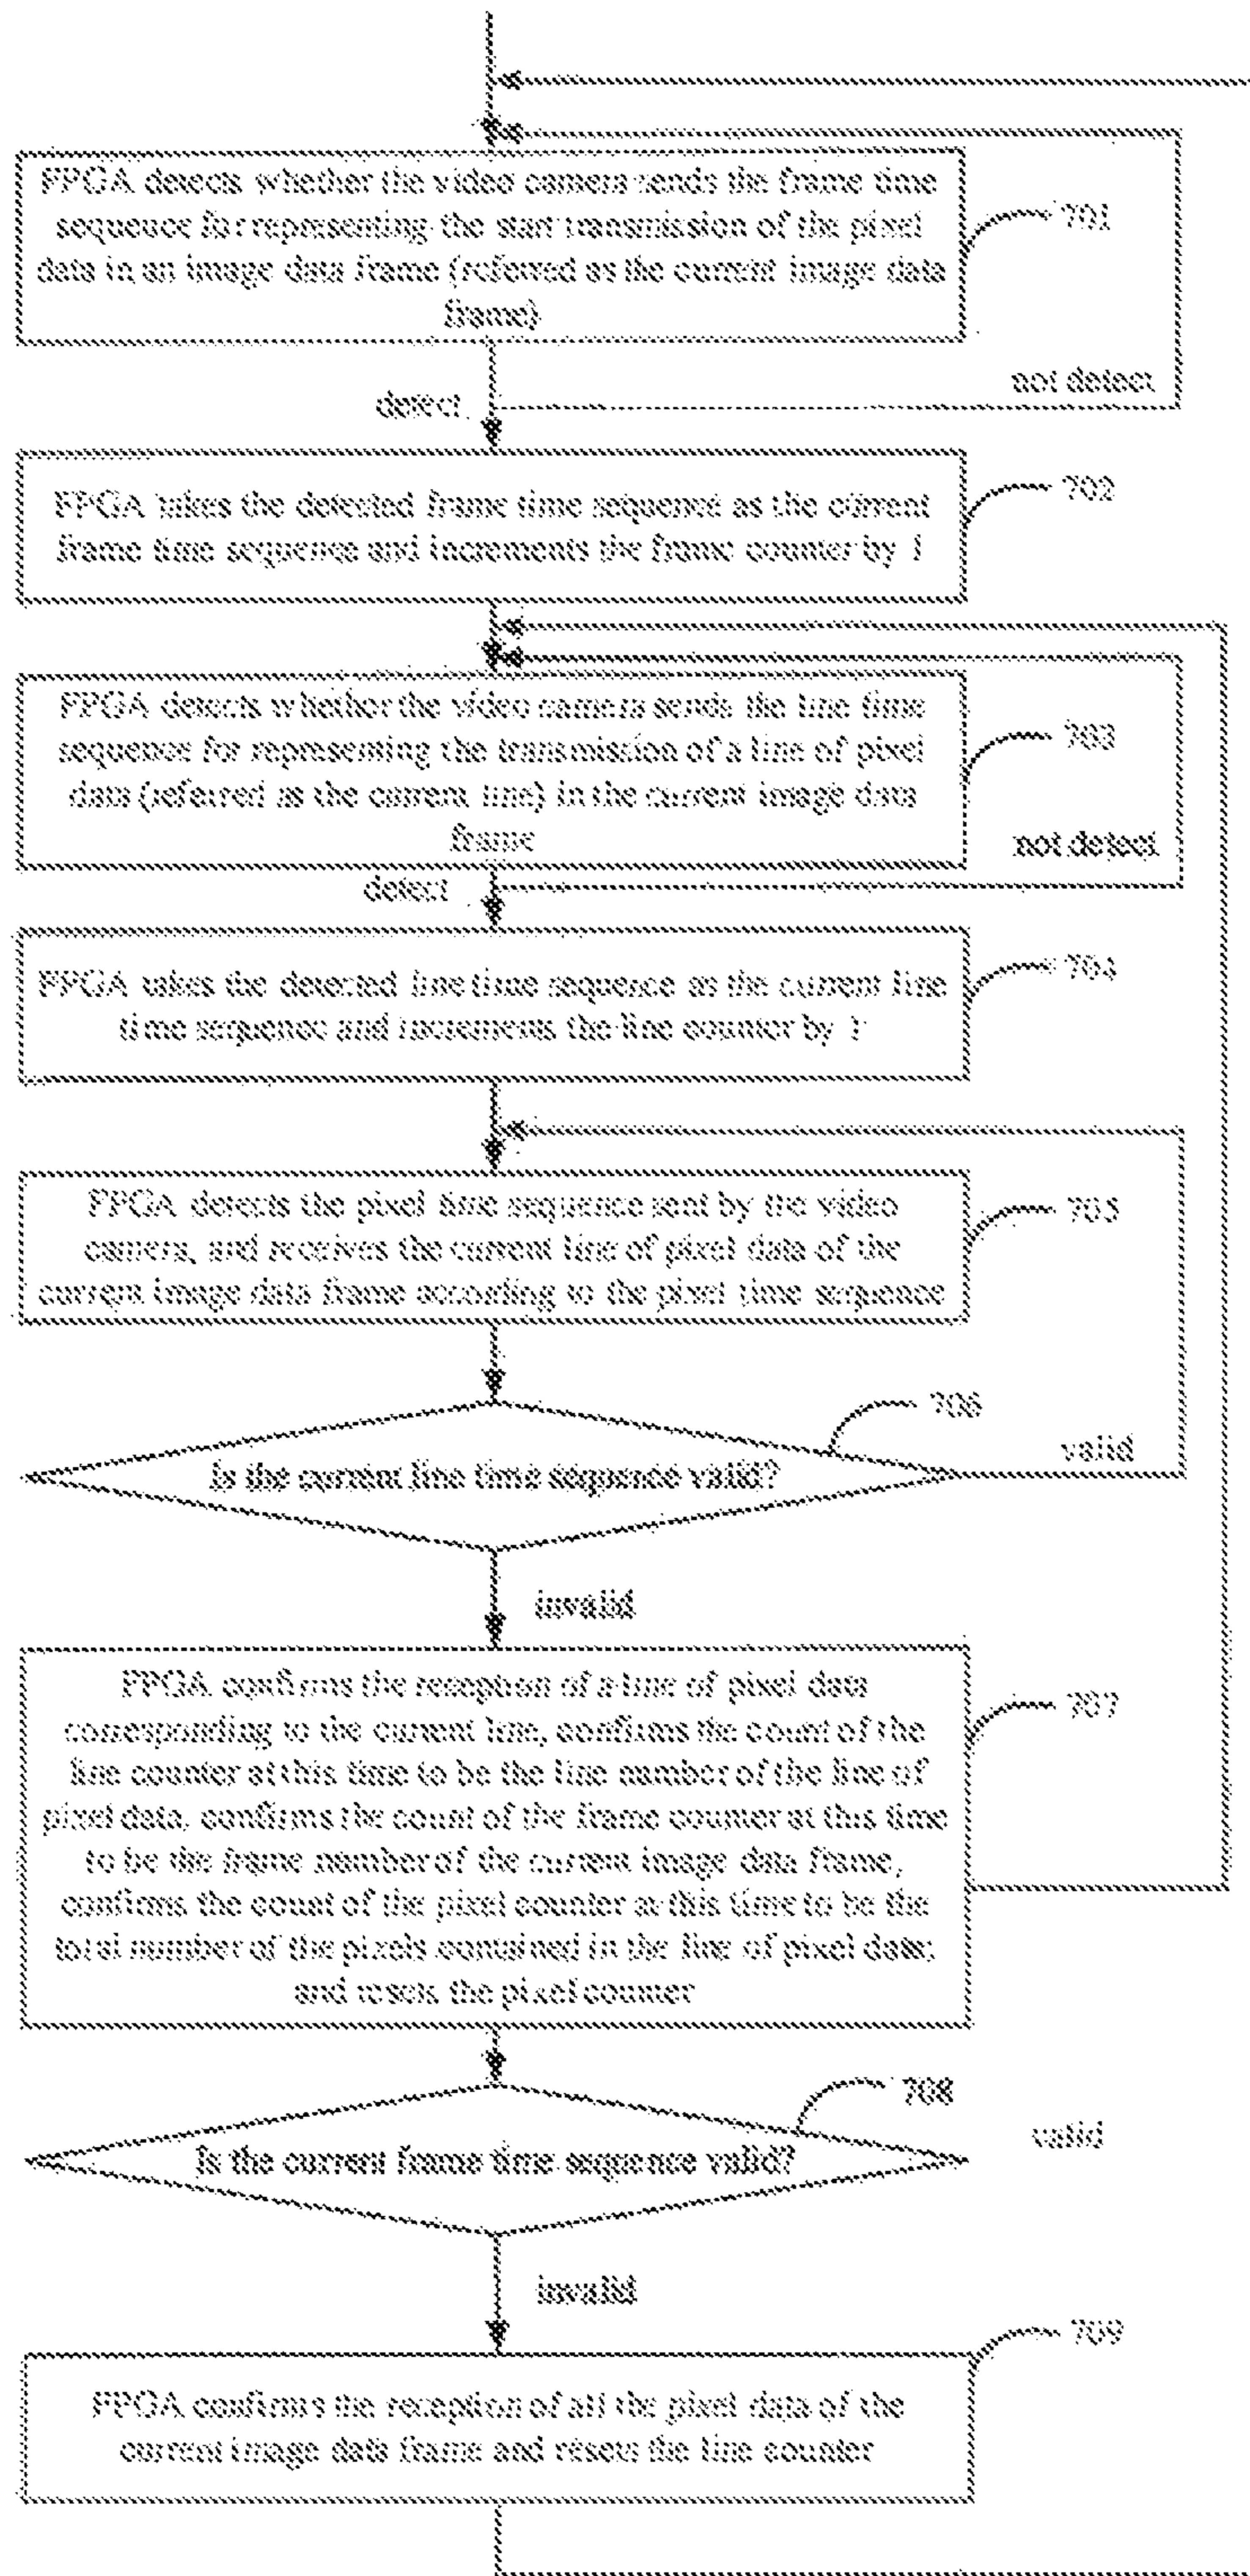 FPGA detects whether the video camera sends the frame time
sequence for representing the start transmission of the pixel
data in an image data frame (referred as the current image data
frame)
701
not detect
detect
FPGA takes the detected frame time sequence as the current
frame time sequence and increments the frame counter by 1
702
FPGA detects whether the video camera sends the line time
sequence for representing the transmission of a line of pixel
data (referred as the current line) in the current image data
frame
703
not detect
detect
FPGA takes the detected line time sequence as the current line
time sequence and increments the line counter by 1
704
FPGA detects the pixel time sequence sent by the video
camera, and receives the current line of pixel data of the
current image data frame according to the pixel time sequence
705
706
Is the current line time sequence valid?
valid
invalid
FPGA confirms the reception of a line of pixel data
corresponding to the current line, confirms the count of the
line counter at this time to be the line number of the line of
pixel data, confirms the count of the frame counter at this time
to be the frame number of the current image data frame,
confirms the count of the pixel counter at this time to be the
total number of the pixels contained in the line of pixel data;
and resets the pixel counter
707
708
Is the current frame time sequence valid?
valid
invalid
709
FPGA confirms the reception of all the pixel data of the
current image data frame and resets the line counter